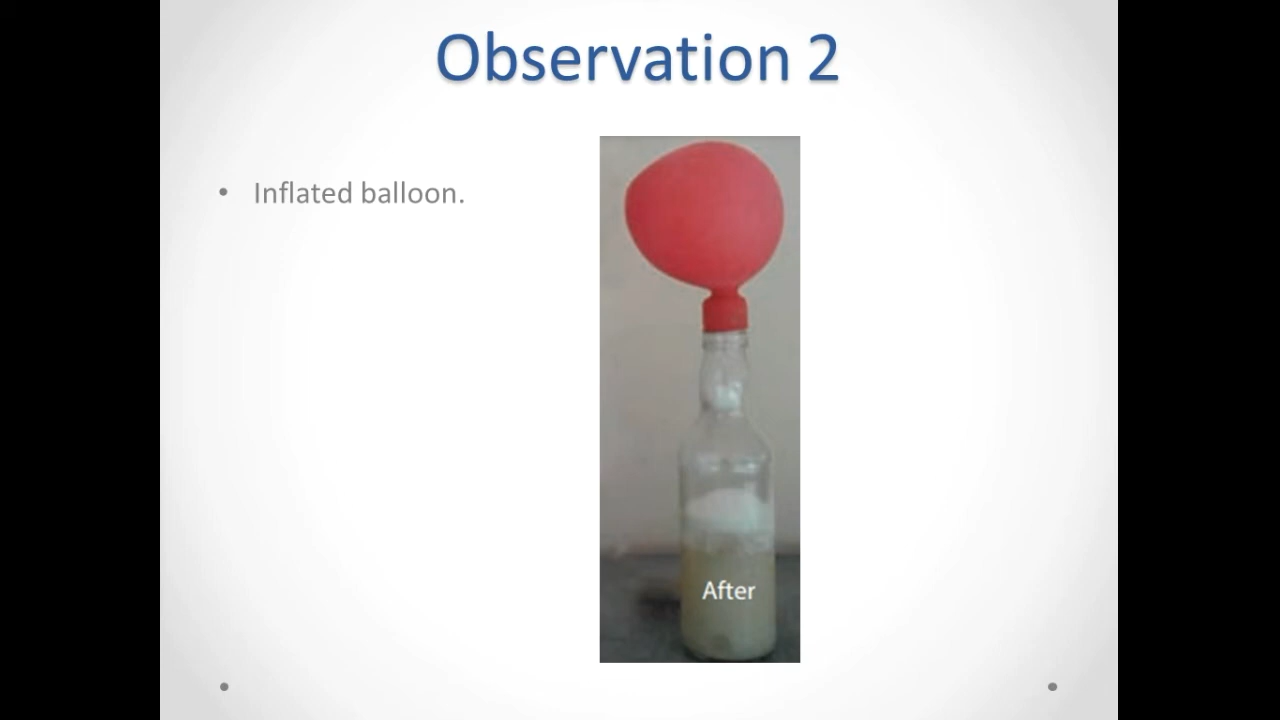 Observation 2
• Inflated balloon.
After